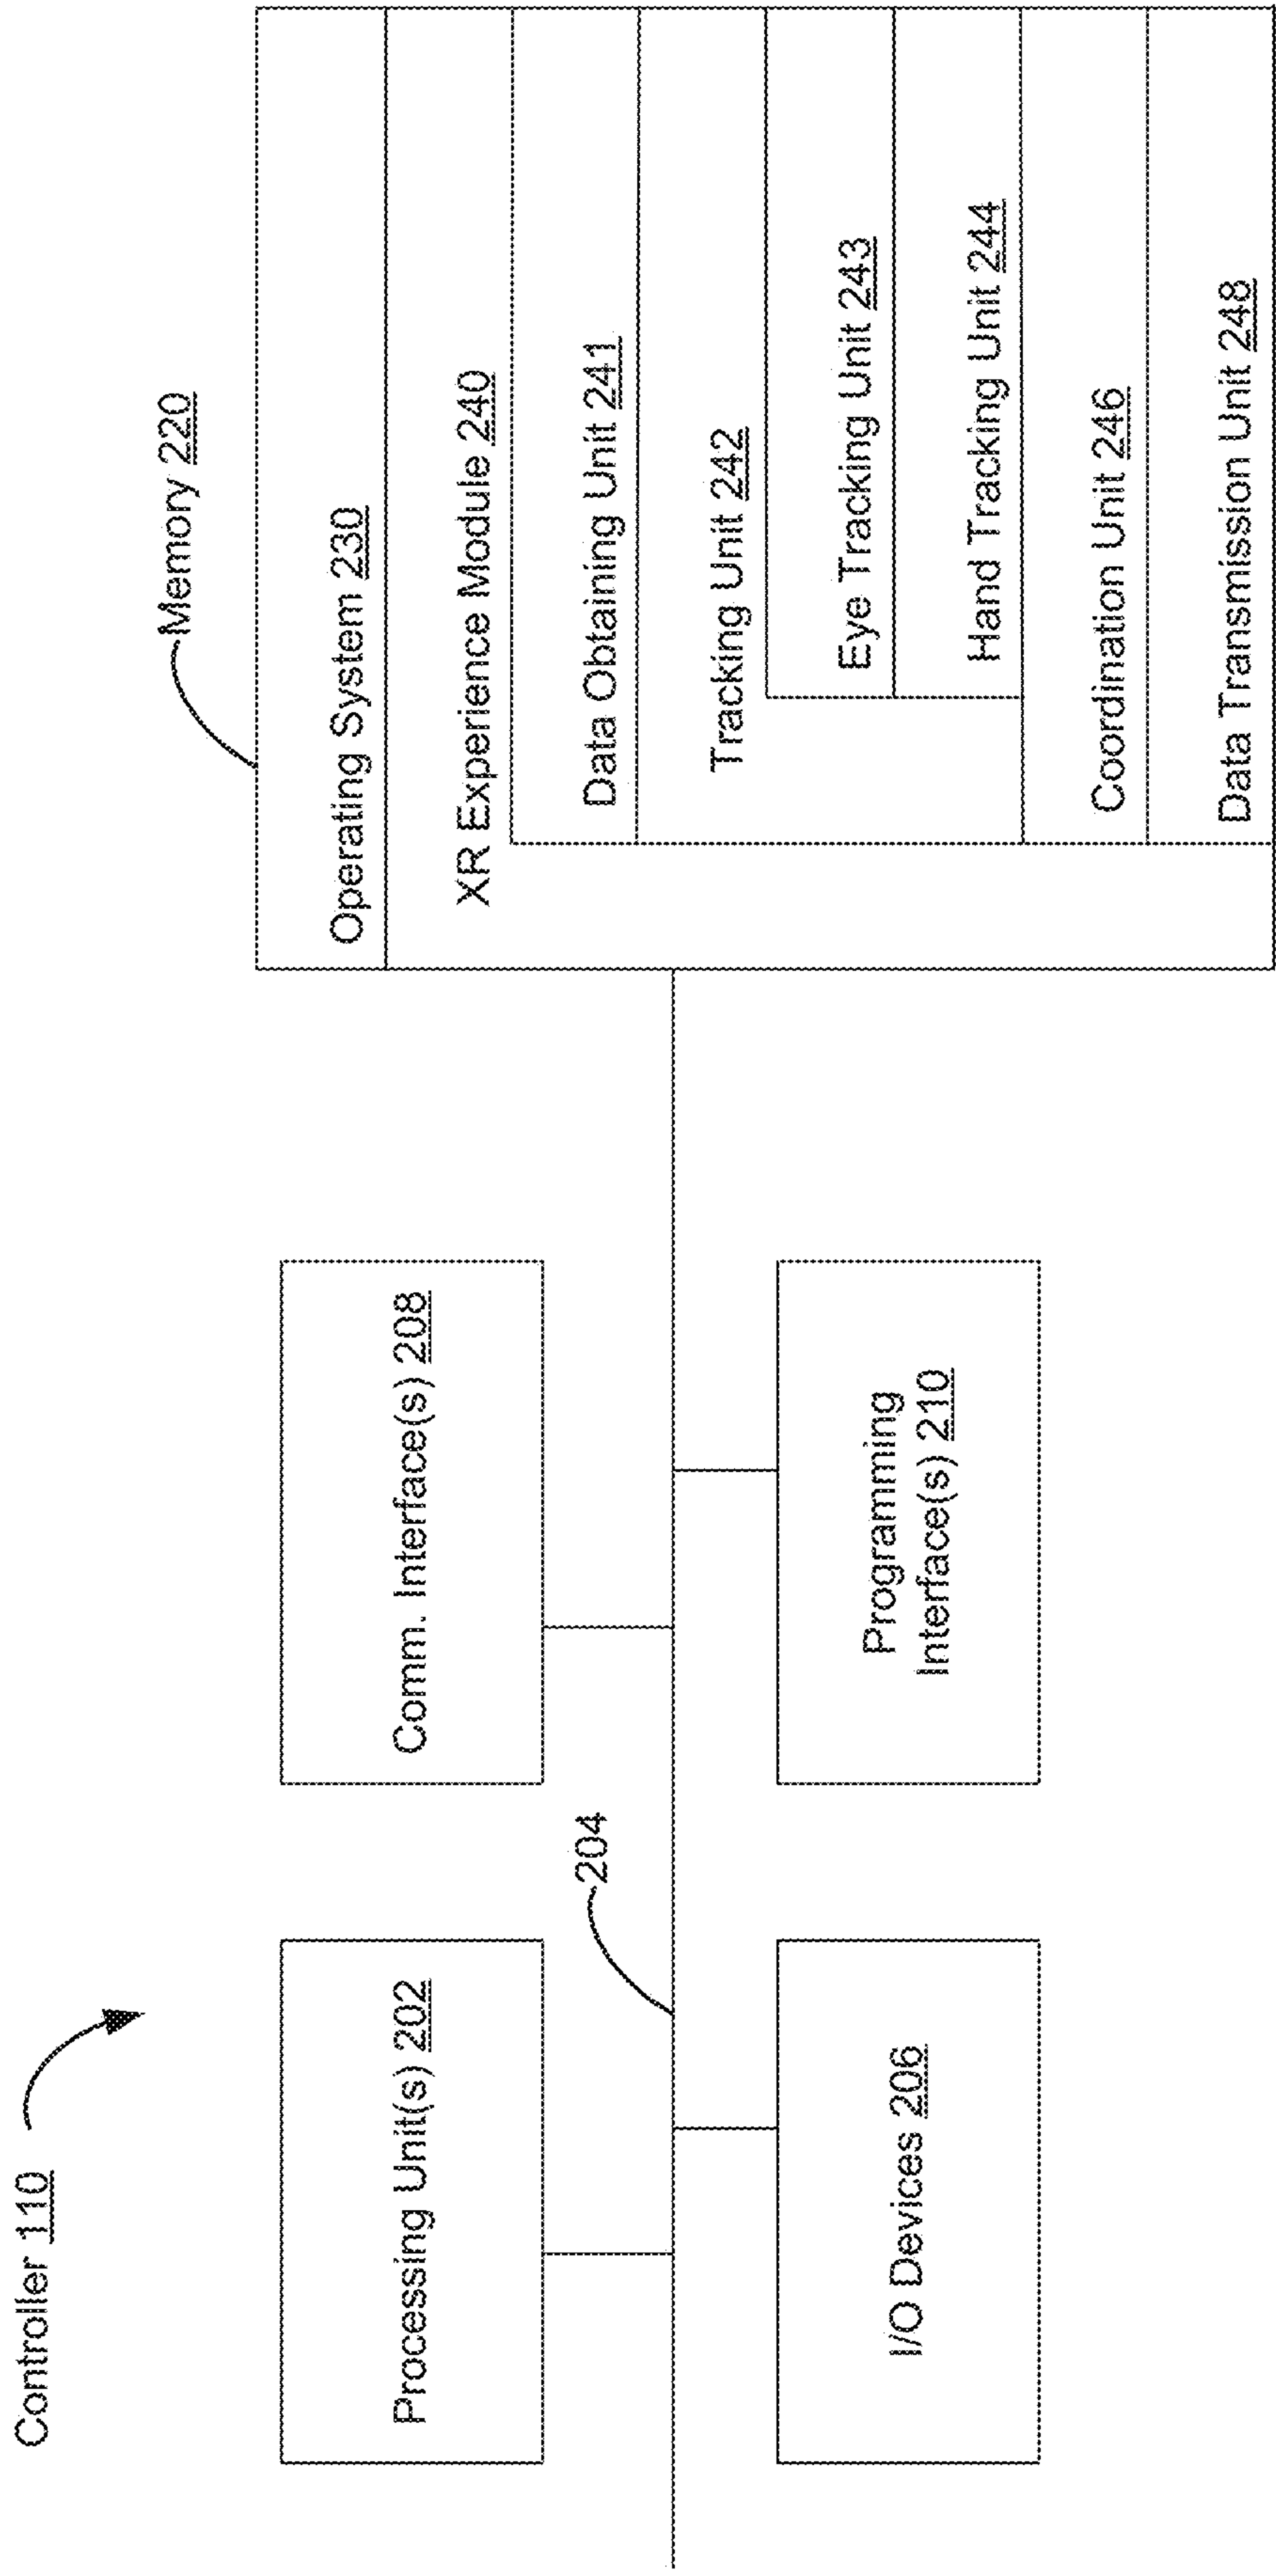 Controller 110
Processing Unit(s) 202
Comm. Interface(s) 208
204
I/O Devices 206
Programming
Interface(s) 210
Memory 220
Operating System 230
XR Experience Module 240
Data Obtaining Unit 241
Tracking Unit 242
Eye Tracking Unit 243
Hand Tracking Unit 244
Coordination Unit 246
Data Transmission Unit 248